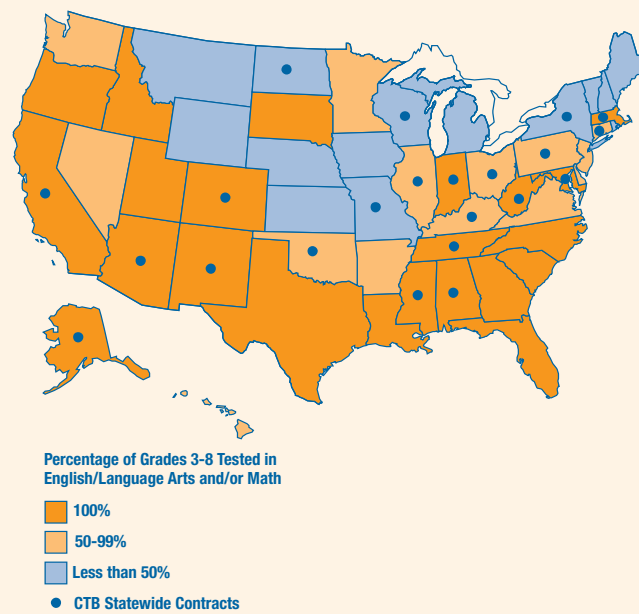 Percentage of Grades 3-8 Tested in
English/Language Arts and/or Math
100%
50-99%
Less than 50%
CTB Statewide Contracts